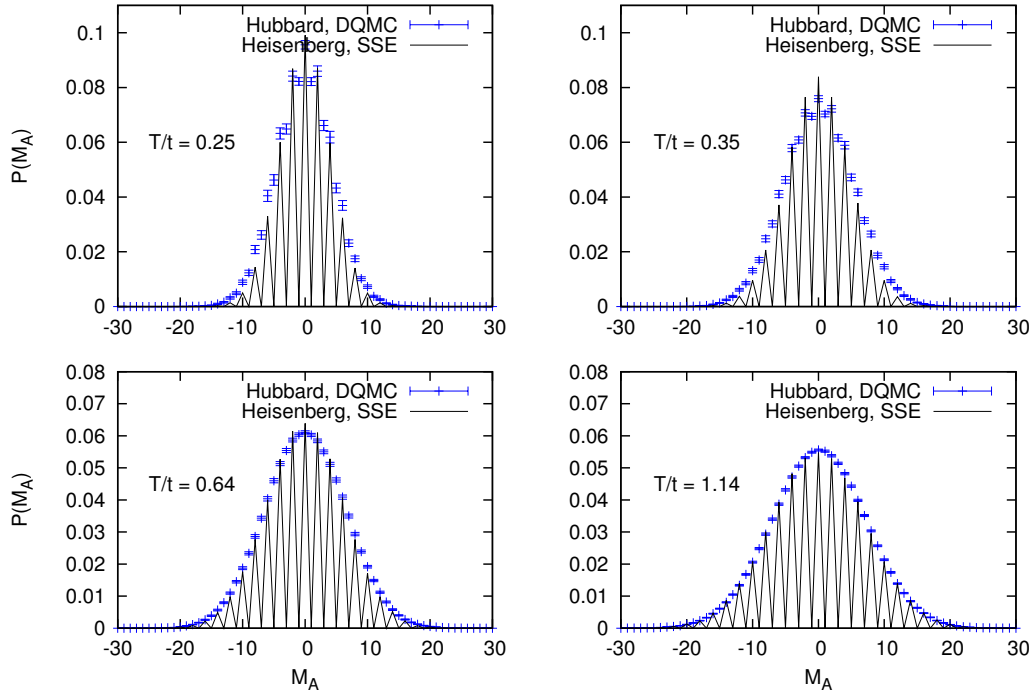 0.1
0.08
0.06
0.04
0.02
0
-30 -20 -10 0 10 20 30
P(M_A)
Hubbard, DQMC
Heisenberg, SSE
T/t = 0.25
0.1
0.08
0.06
0.04
0.02
0
-30 -20 -10 0 10 20 30
Hubbard, DQMC
Heisenberg, SSE
T/t = 0.35
0.08
0.07
0.06
0.05
0.04
0.03
0.02
0.01
0
-30 -20 -10 0 10 20 30
P(M_A)
M_A
Hubbard, DQMC
Heisenberg, SSE
T/t = 0.64
0.08
0.07
0.06
0.05
0.04
0.03
0.02
0.01
0
-30 -20 -10 0 10 20 30
M_A
Hubbard, DQMC
Heisenberg, SSE
T/t = 1.14